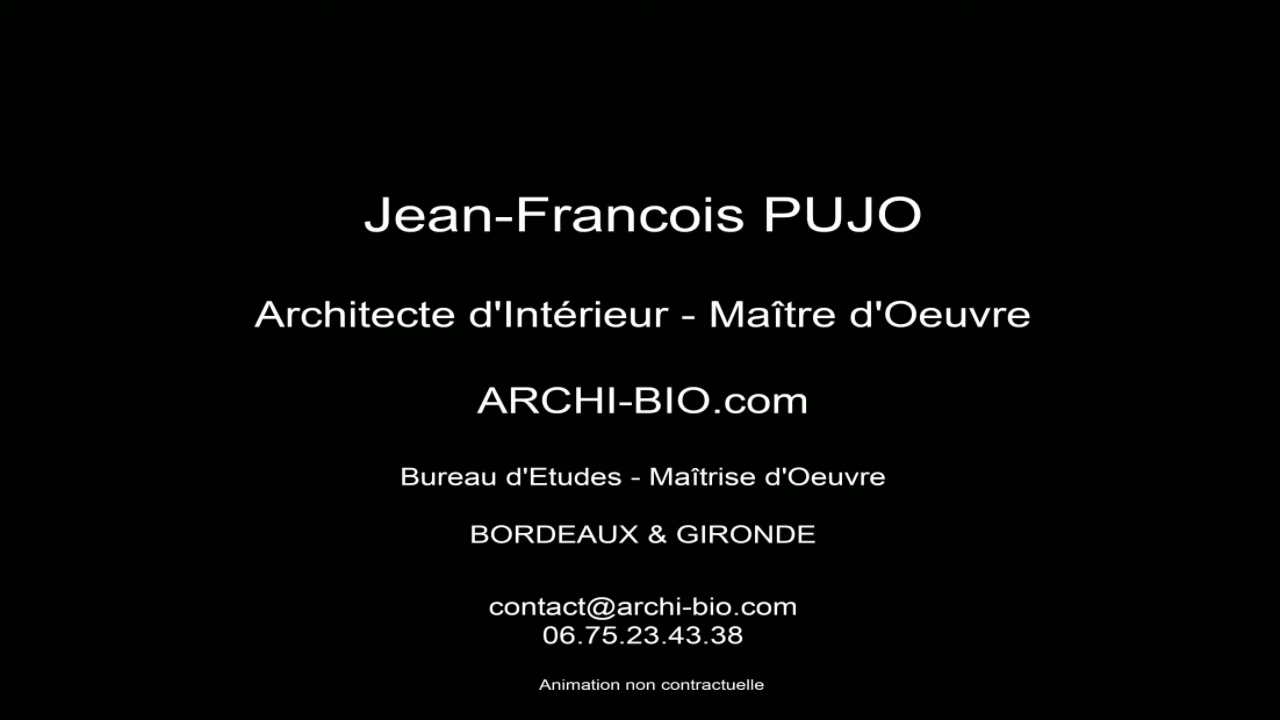 Jean-Francois PUJO
Architecte d'Intérieur - Maître d'Oeuvre
ARCHI-BIO.com
Bureau d'Etudes - Maîtrise d'Oeuvre
BORDEAUX & GIRONDE
contact@archi-bio.com
06.75.23.43.38
Animation non contractuelle